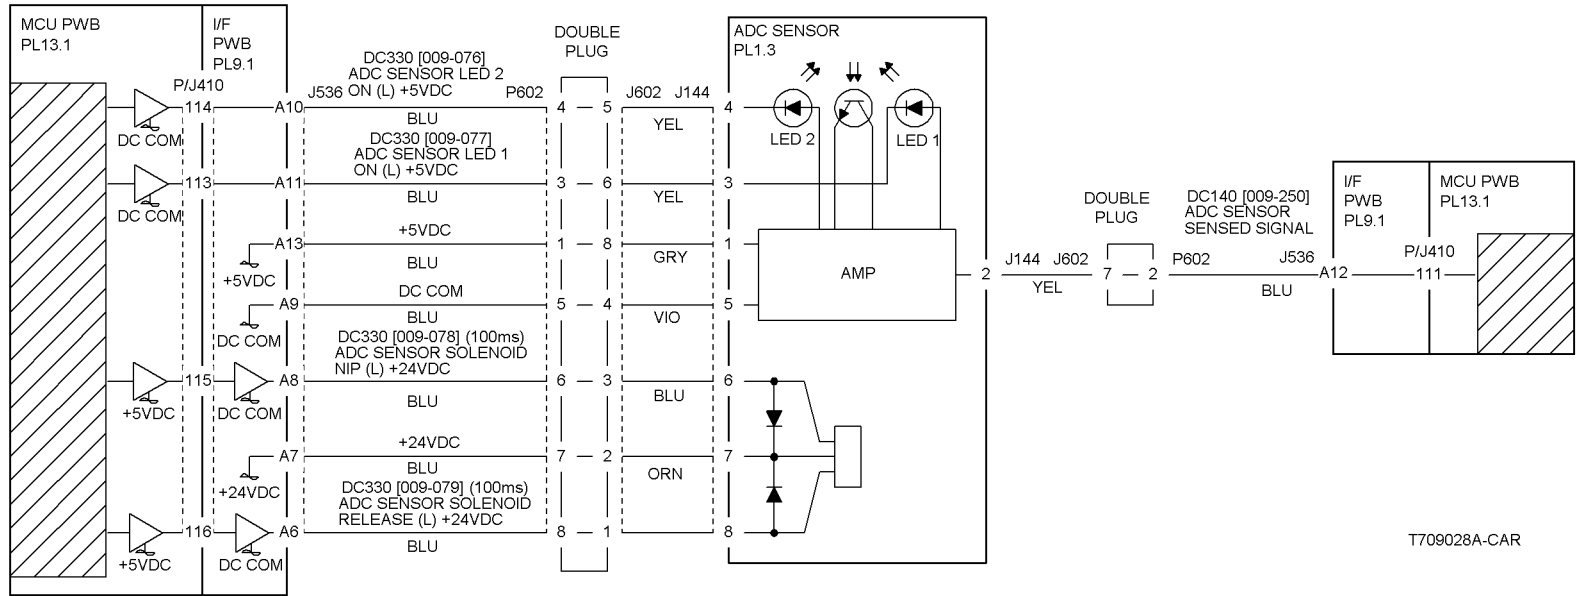 MCU PWB
PL13.1
I/F
PWB
PL9.1
P/J410
DC330 [009-076]
ADC SENSOR LED 2
J536 ON (L) +5VDC
P602
DOUBLE
PLUG
J602 J144
ADC SENSOR
PL1.3
114
A10
BLU
4 — 5
YEL
4
LED 2
LED 1
DC COM
DC330 [009-077]
ADC SENSOR LED 1
ON (L) +5VDC
113
A11
BLU
3 — 6
YEL
3
DC COM
+5VDC
A13
BLU
1 — 8
GRY
1
+5VDC
AMP
DC COM
A9
BLU
5 — 4
VIO
5
DC COM
DC330 [009-078] (100ms)
ADC SENSOR SOLENOID
NIP (L) +24VDC
115
A8
BLU
6 — 3
BLU
6
+5VDC
DC COM
+24VDC
A7
BLU
7 — 2
ORN
7
+24VDC
DC330 [009-079] (100ms)
ADC SENSOR SOLENOID
RELEASE (L) +24VDC
116
A6
BLU
8 — 1
8
+5VDC
DC COM
2
J144 J602
YEL
DOUBLE
PLUG
7 — 2
P602
DC140 [009-250]
ADC SENSOR
SENSED SIGNAL
J536
BLU
A12
I/F
PWB
PL9.1
MCU PWB
PL13.1
P/J410
111
T709028A-CAR